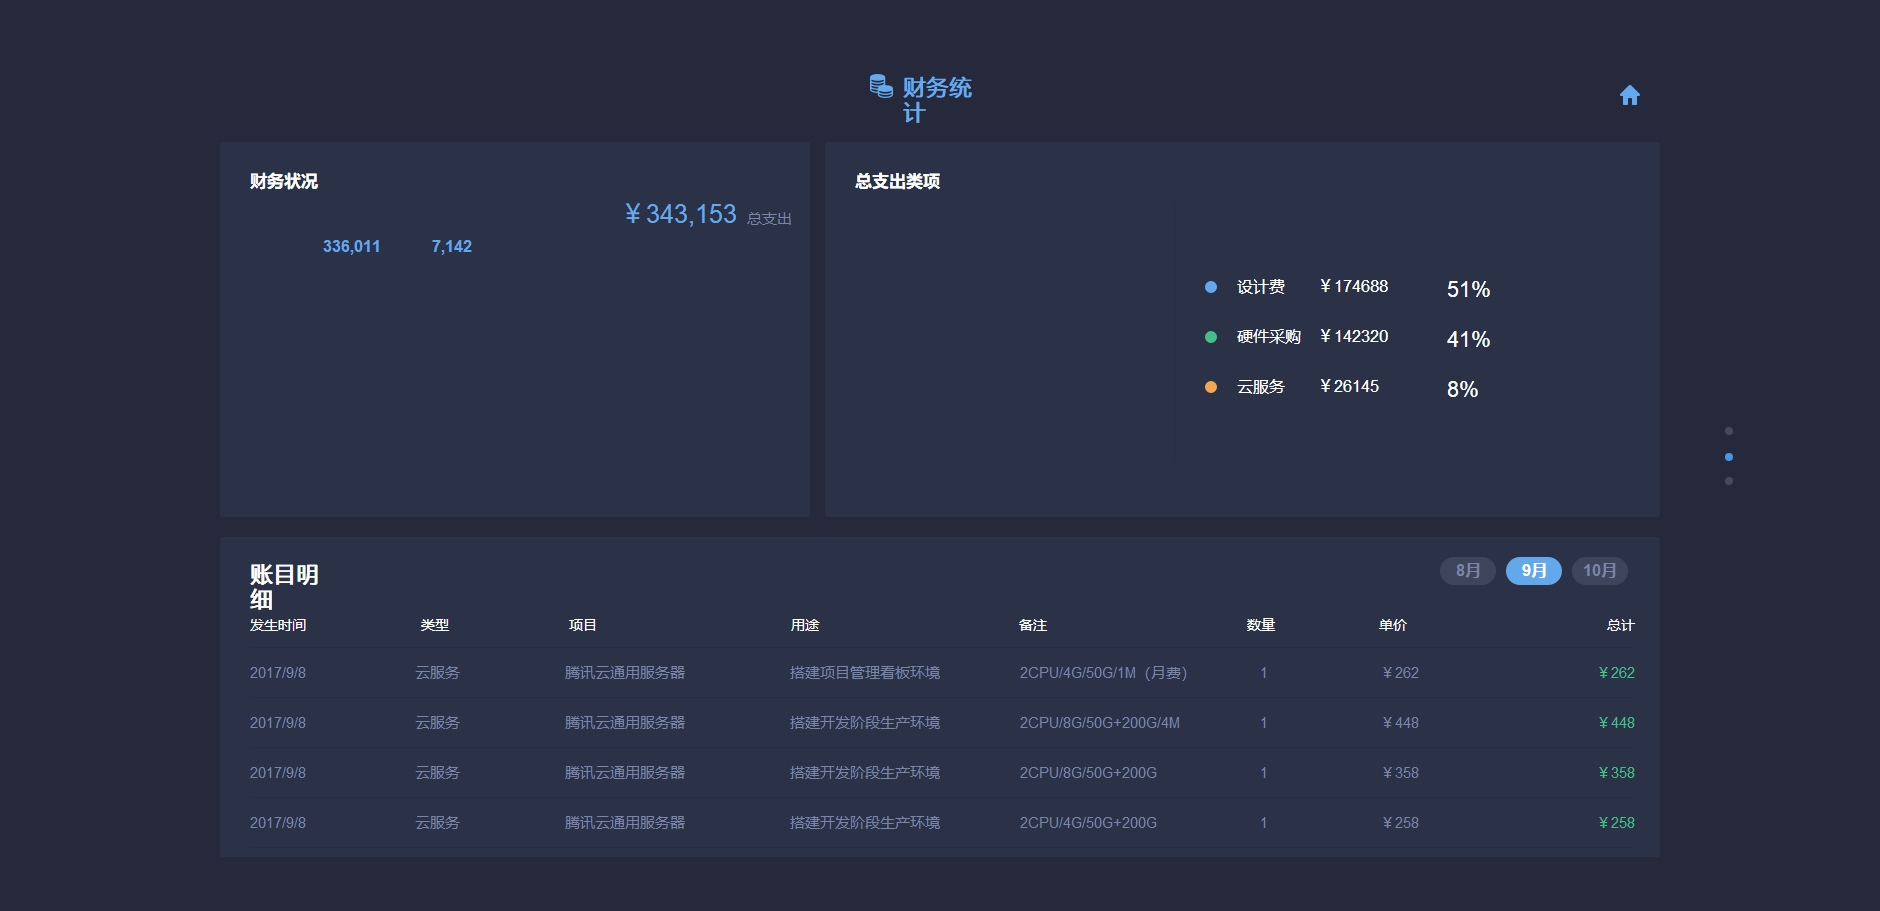 财务统
计
财务状况
￥343,153 总支出
336,011 7,142
总支出类项
设计费 ￥174688 51%
硬件采购 ￥142320 41%
云服务 ￥26145 8%
账目明
细
8月 9月 10月
发生时间 类型 项目 用途 备注 数量 单价 总计
2017/9/8 云服务 腾讯云通用服务器 搭建项目管理看板环境 2CPU/4G/50G/1M（月费） 1 ￥262 ￥262
2017/9/8 云服务 腾讯云通用服务器 搭建开发阶段生产环境 2CPU/8G/50G+200G/4M 1 ￥448 ￥448
2017/9/8 云服务 腾讯云通用服务器 搭建开发阶段生产环境 2CPU/8G/50G+200G 1 ￥358 ￥358
2017/9/8 云服务 腾讯云通用服务器 搭建开发阶段生产环境 2CPU/4G/50G+200G 1 ￥258 ￥258